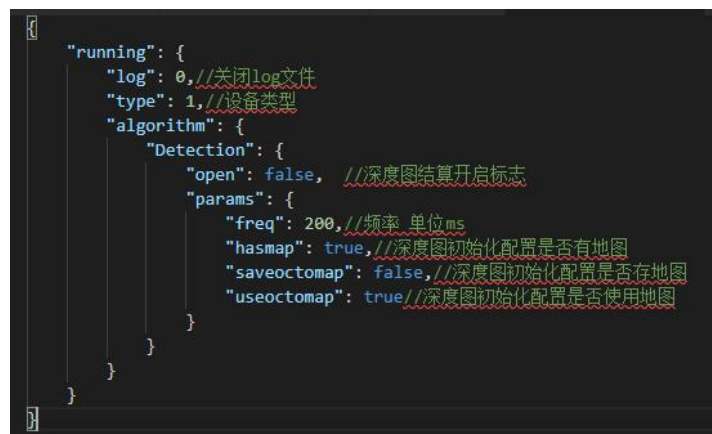 {
    "running": {
        "log": 0,//关闭log文件
        "type": 1,//设备类型
        "algorithm": {
            "Detection": {
                "open": false,  //深度图结算开启标志
                "params": {
                    "freq": 200,//频率 单位ms
                    "hasmap": true,//深度图初始化配置是否有地图
                    "saveoctomap": false,//深度图初始化配置是否存地图
                    "useoctomap": true//深度图初始化配置是否使用地图
                }
            }
        }
    }
}